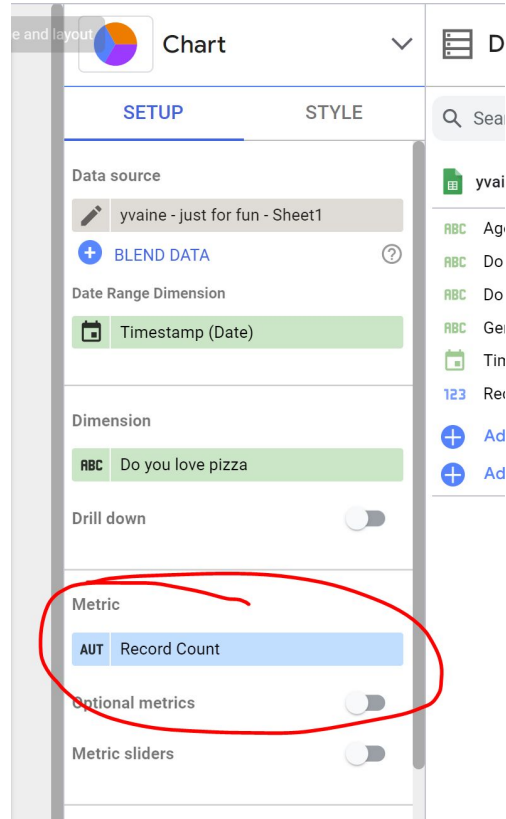 e and layout
Chart
SETUP
STYLE
Data source
yvaine - just for fun - Sheet1
BLEND DATA
Date Range Dimension
Timestamp (Date)
Dimension
ABC Do you love pizza
Drill down
Metric
AUT Record Count
Optional metrics
Metric sliders
D
Sear
yvai
ABC Age
ABC Do
ABC Do
ABC Ger
Tim
123 Rec
Ad
Ad